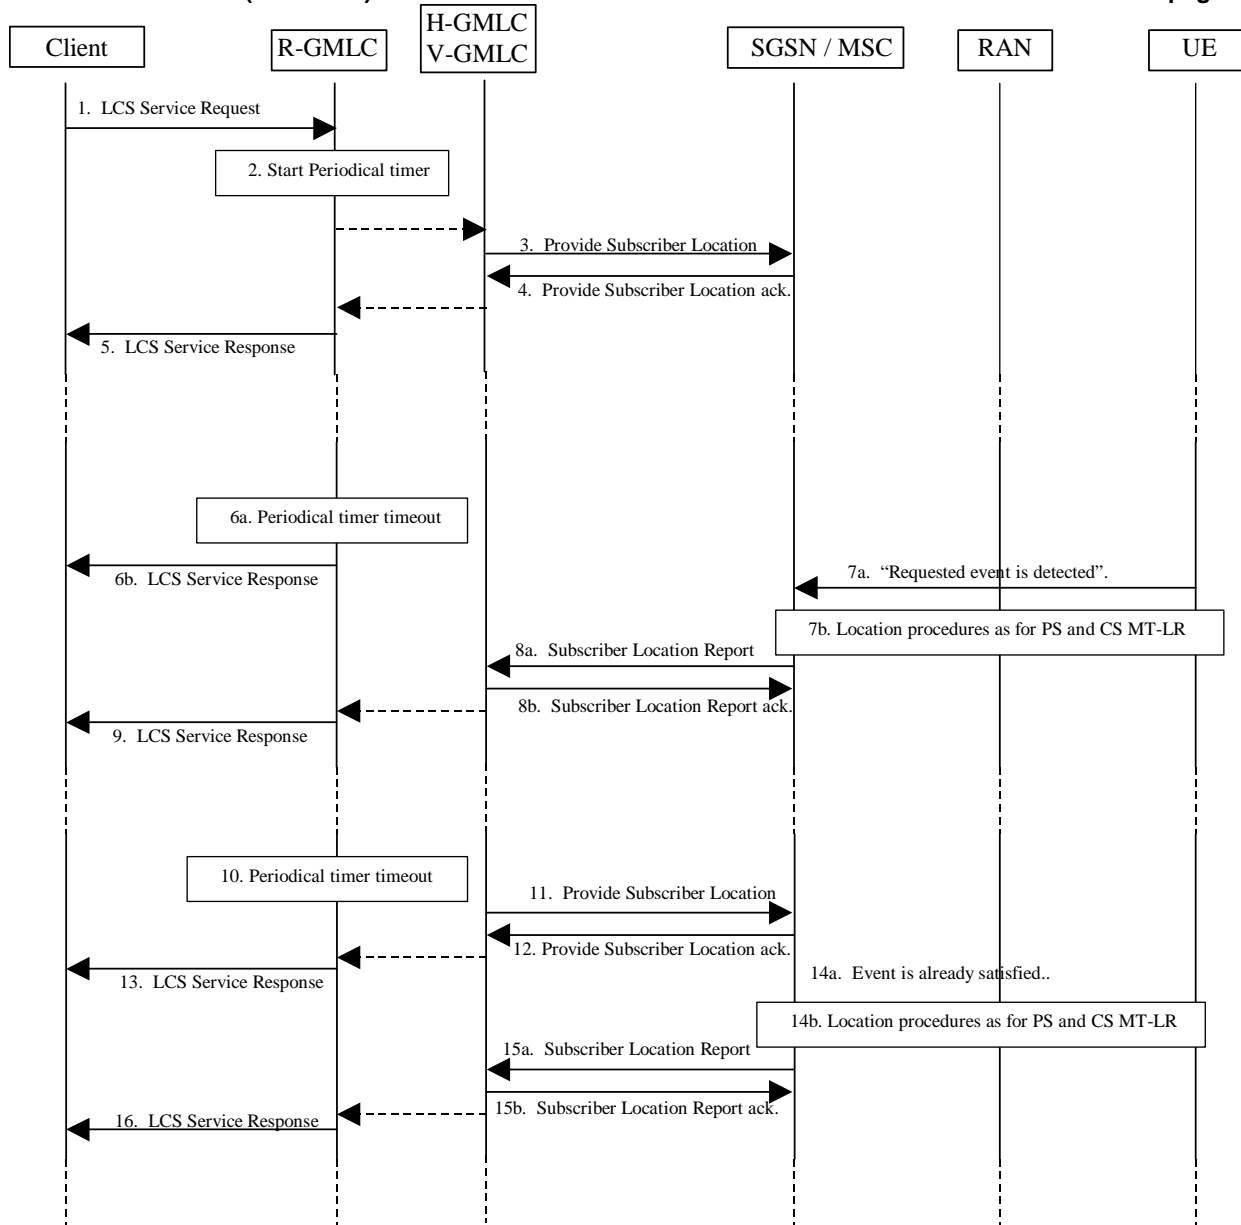 Client
R-GMLC
H-GMLC
V-GMLC
SGSN / MSC
RAN
UE
1. LCS Service Request
2. Start Periodical timer
3. Provide Subscriber Location
4. Provide Subscriber Location ack.
5. LCS Service Response
6a. Periodical timer timeout
6b. LCS Service Response
7a. “Requested event is detected”.
7b. Location procedures as for PS and CS MT-LR
8a. Subscriber Location Report
8b. Subscriber Location Report ack.
9. LCS Service Response
10. Periodical timer timeout
11. Provide Subscriber Location
12. Provide Subscriber Location ack.
13. LCS Service Response
14a. Event is already satisfied..
14b. Location procedures as for PS and CS MT-LR
15a. Subscriber Location Report
15b. Subscriber Location Report ack.
16. LCS Service Response